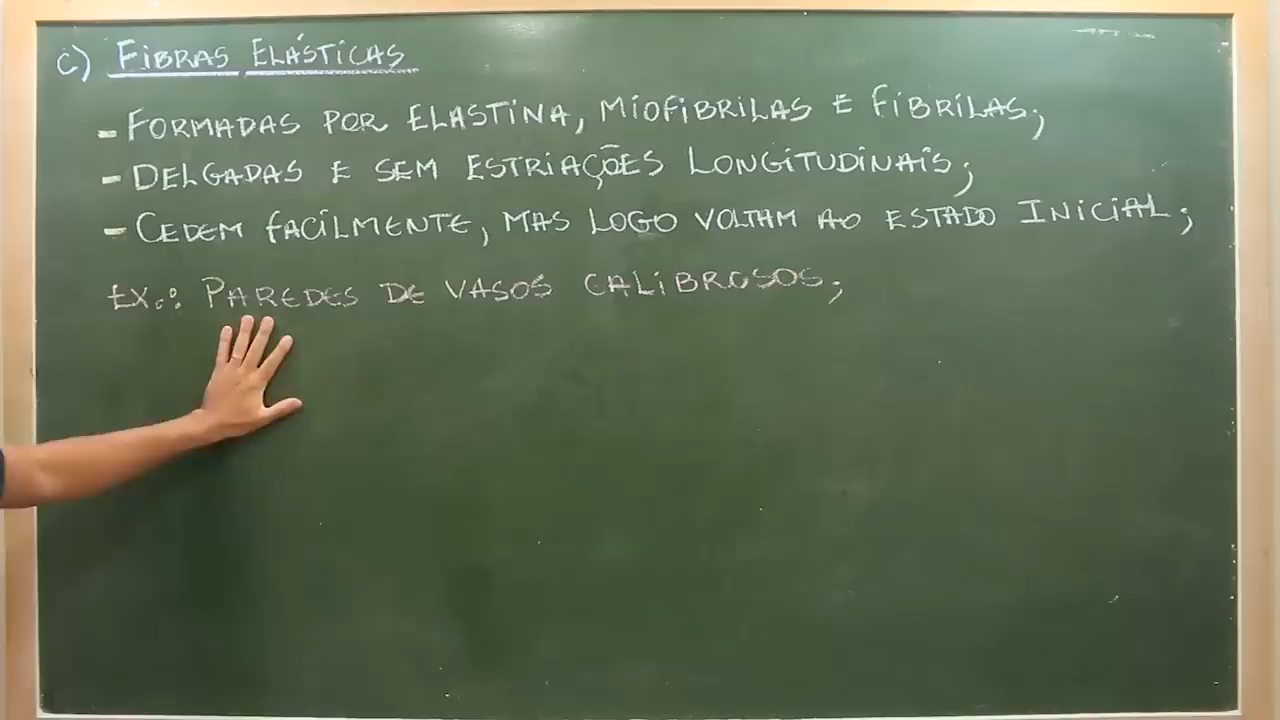 C) FIBRAS ELÁSTICAS
- FORMADAS POR ELASTINA, MIOFIBRILAS E FIBRILAS;
- DELGADAS E SEM ESTRIAÇÕES LONGITUDINAIS;
- CEDEM FACILMENTE, MAS LOGO VOLTAM AO ESTADO INICIAL;
EX.: PAREDES DE VASOS CALIBROSOS;